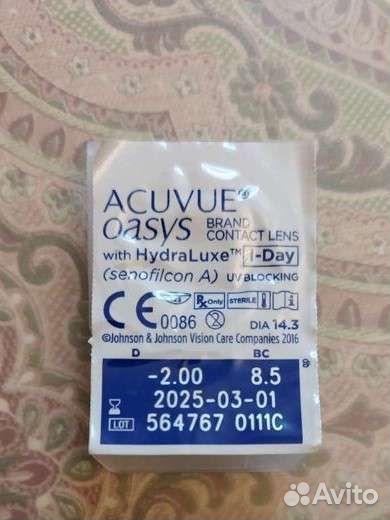 ACUVUE®
Oasys BRAND CONTACT LENS
with HydraLuxe™ 1-Day
(senofilcon A) UV BLOCKING
CE 0086 Rx Only STERILE i
DIA 14.3
©Johnson & Johnson Vision Care Companies 2016
D BC
-2.00 8.5
2025-03-01
LOT 564767 0111C
Avito